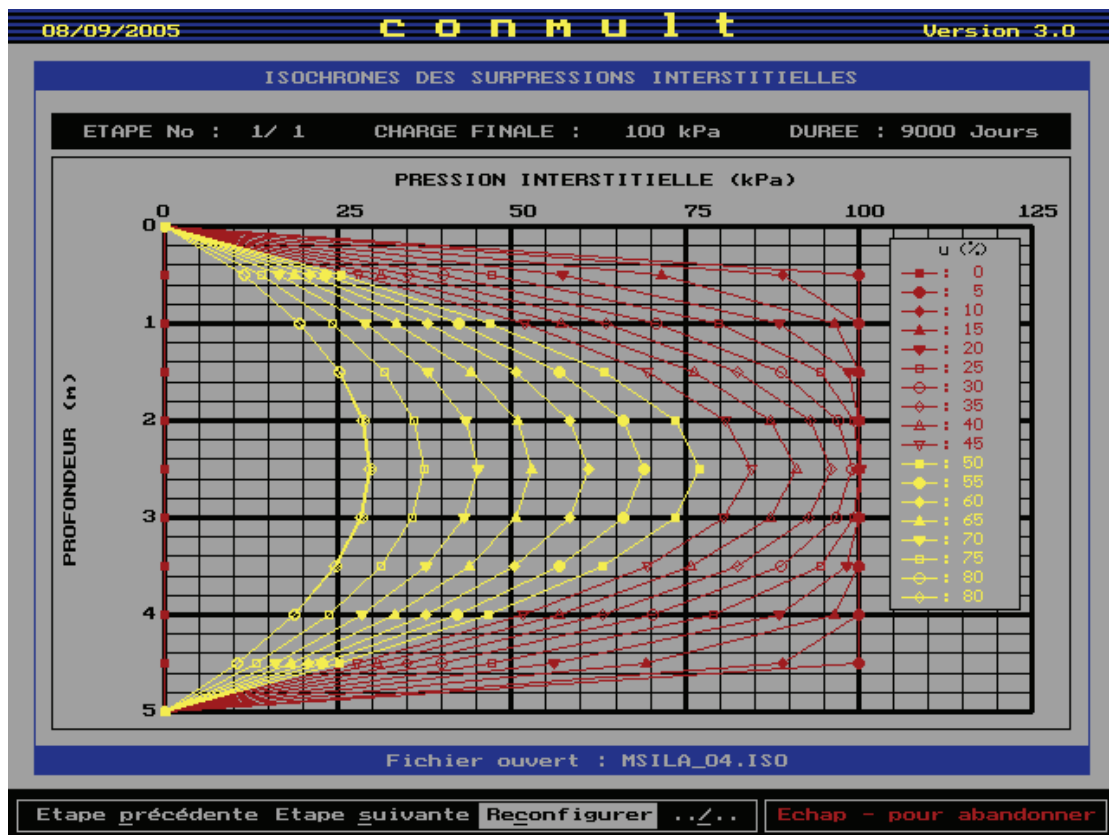 08/09/2005 conmult Version 3.0
ISOCHRONES DES SURPRESSIONS INTERSTITIELLES
ETAPE No : 1/ 1 CHARGE FINALE : 100 kPa DUREE : 9000 Jours
PRESSION INTERSTITIELLE (kPa)
0 25 50 75 100 125
0
1
2
3
4
5
PROFONDEUR (m)
u (%)
: 0
: 5
: 10
: 15
: 20
: 25
: 30
: 35
: 40
: 45
: 50
: 55
: 60
: 65
: 70
: 75
: 80
: 80
Fichier ouvert : MSILA_04.ISO
Etape précédente Etape suivante Reconfigurer ../.. Echap - pour abandonner